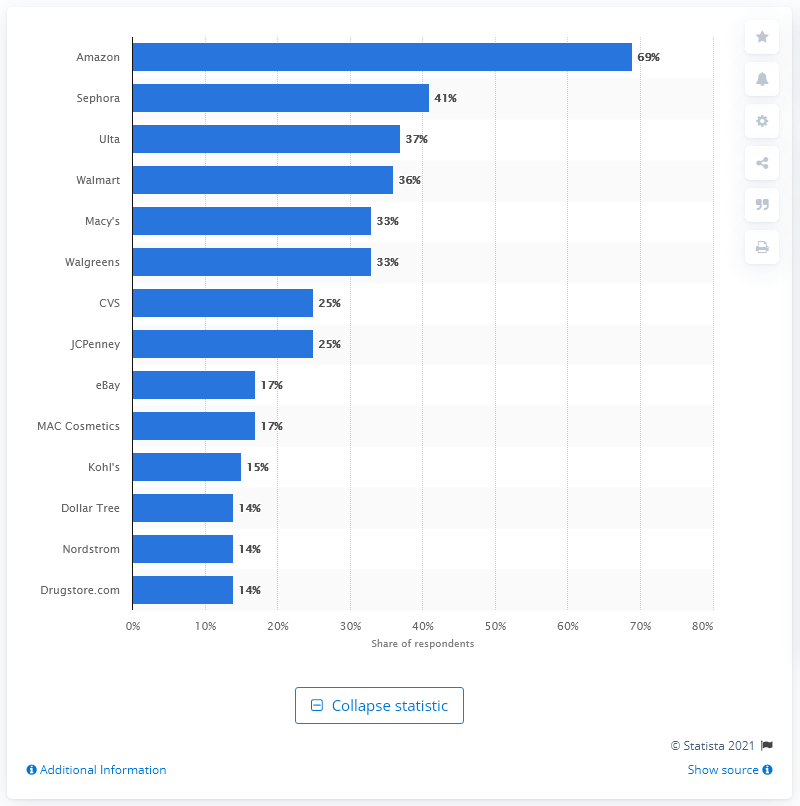 Amazon 69%
Sephora 41%
Ulta 37%
Walmart 36%
Macy's 33%
Walgreens 33%
CVS 25%
JCPenney 25%
eBay 17%
MAC Cosmetics 17%
Kohl's 15%
Dollar Tree 14%
Nordstrom 14%
Drugstore.com 14%
0% 10% 20% 30% 40% 50% 60% 70% 80%
Share of respondents
Collapse statistic
© Statista 2021
Additional Information Show source